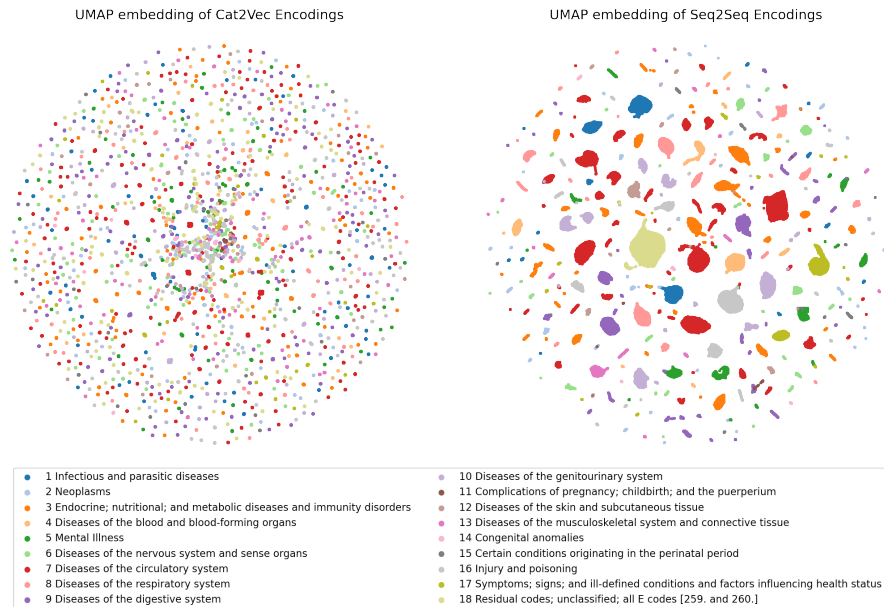 UMAP embedding of Cat2Vec Encodings
UMAP embedding of Seq2Seq Encodings
1 Infectious and parasitic diseases
2 Neoplasms
3 Endocrine; nutritional; and metabolic diseases and immunity disorders
4 Diseases of the blood and blood-forming organs
5 Mental Illness
6 Diseases of the nervous system and sense organs
7 Diseases of the circulatory system
8 Diseases of the respiratory system
9 Diseases of the digestive system
10 Diseases of the genitourinary system
11 Complications of pregnancy; childbirth; and the puerperium
12 Diseases of the skin and subcutaneous tissue
13 Diseases of the musculoskeletal system and connective tissue
14 Congenital anomalies
15 Certain conditions originating in the perinatal period
16 Injury and poisoning
17 Symptoms; signs; and ill-defined conditions and factors influencing health status
18 Residual codes; unclassified; all E codes [259. and 260.]